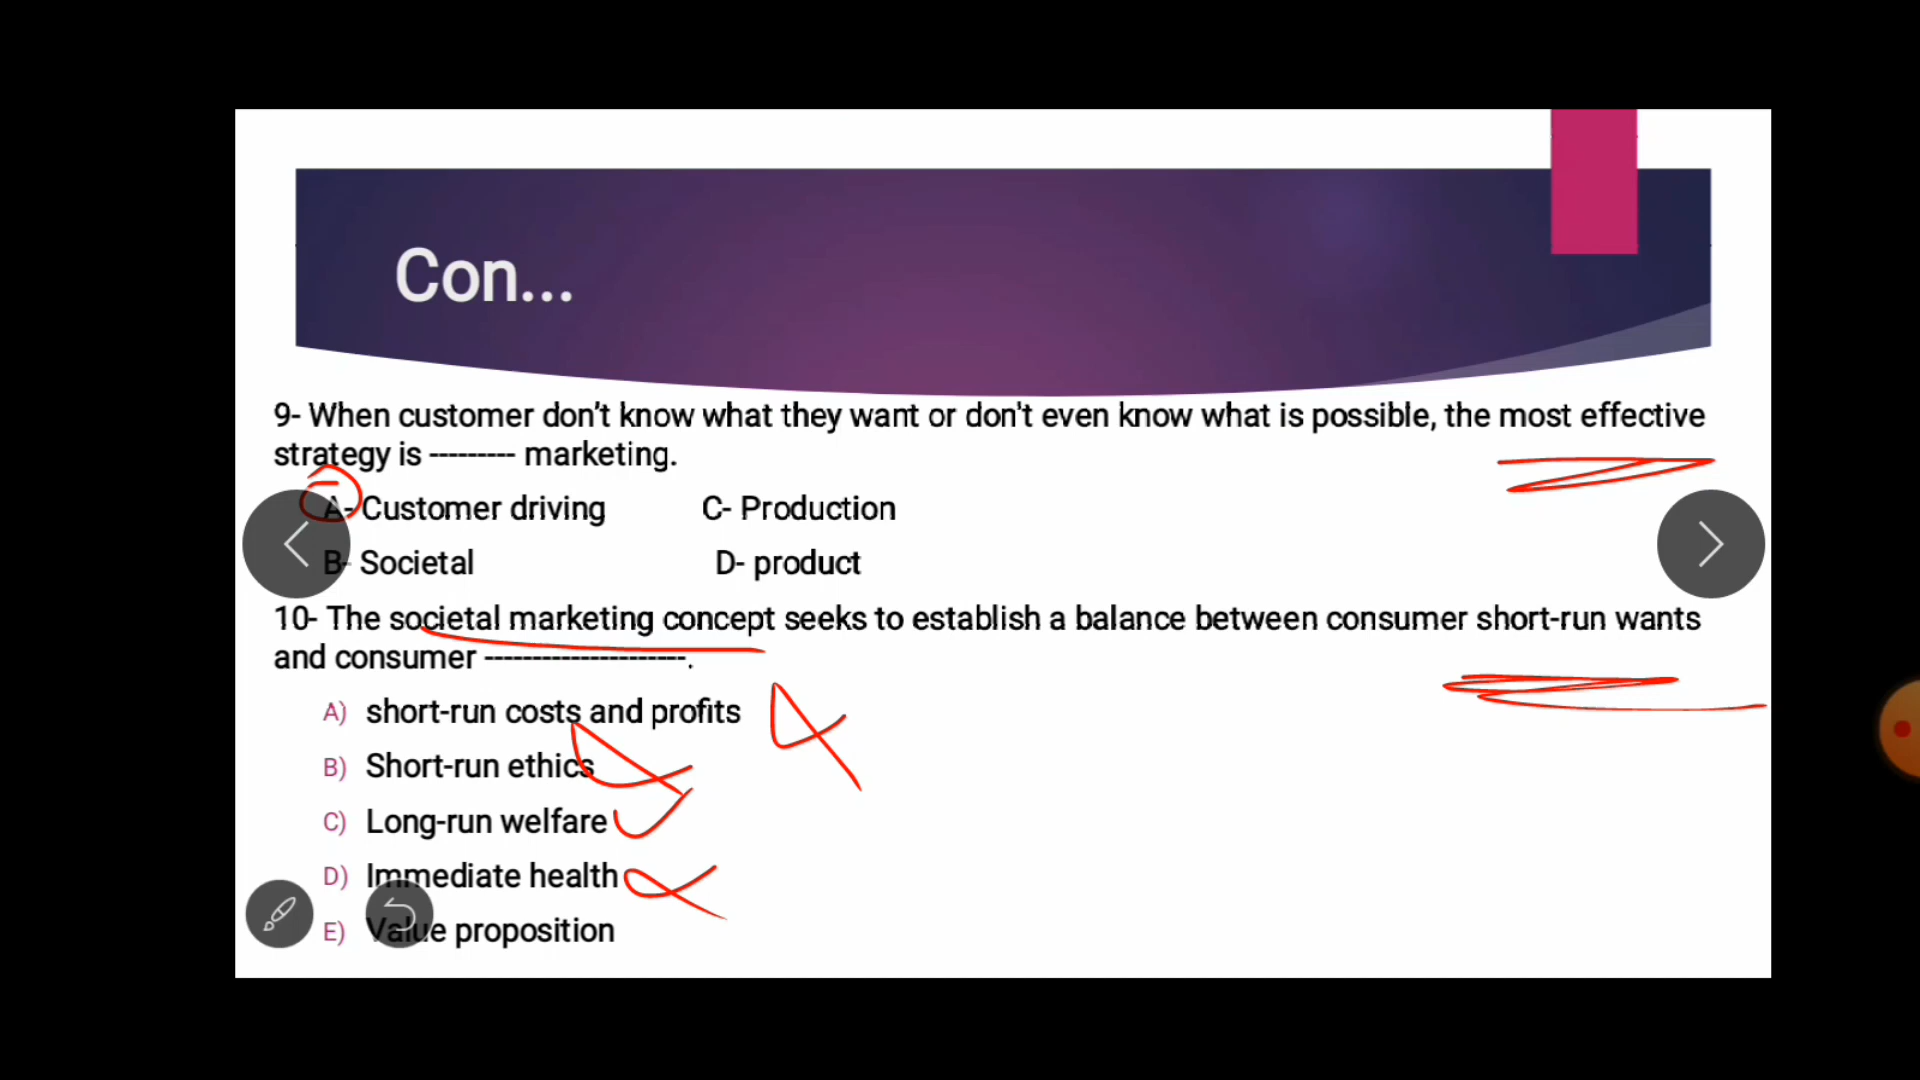 Con...
9- When customer don't know what they want or don't even know what is possible, the most effective
strategy is --------- marketing.
A- Customer driving C- Production
B- Societal D- product
10- The societal marketing concept seeks to establish a balance between consumer short-run wants
and consumer ---------------------.
A) short-run costs and profits
B) Short-run ethics
C) Long-run welfare
D) Immediate health
E) Value proposition